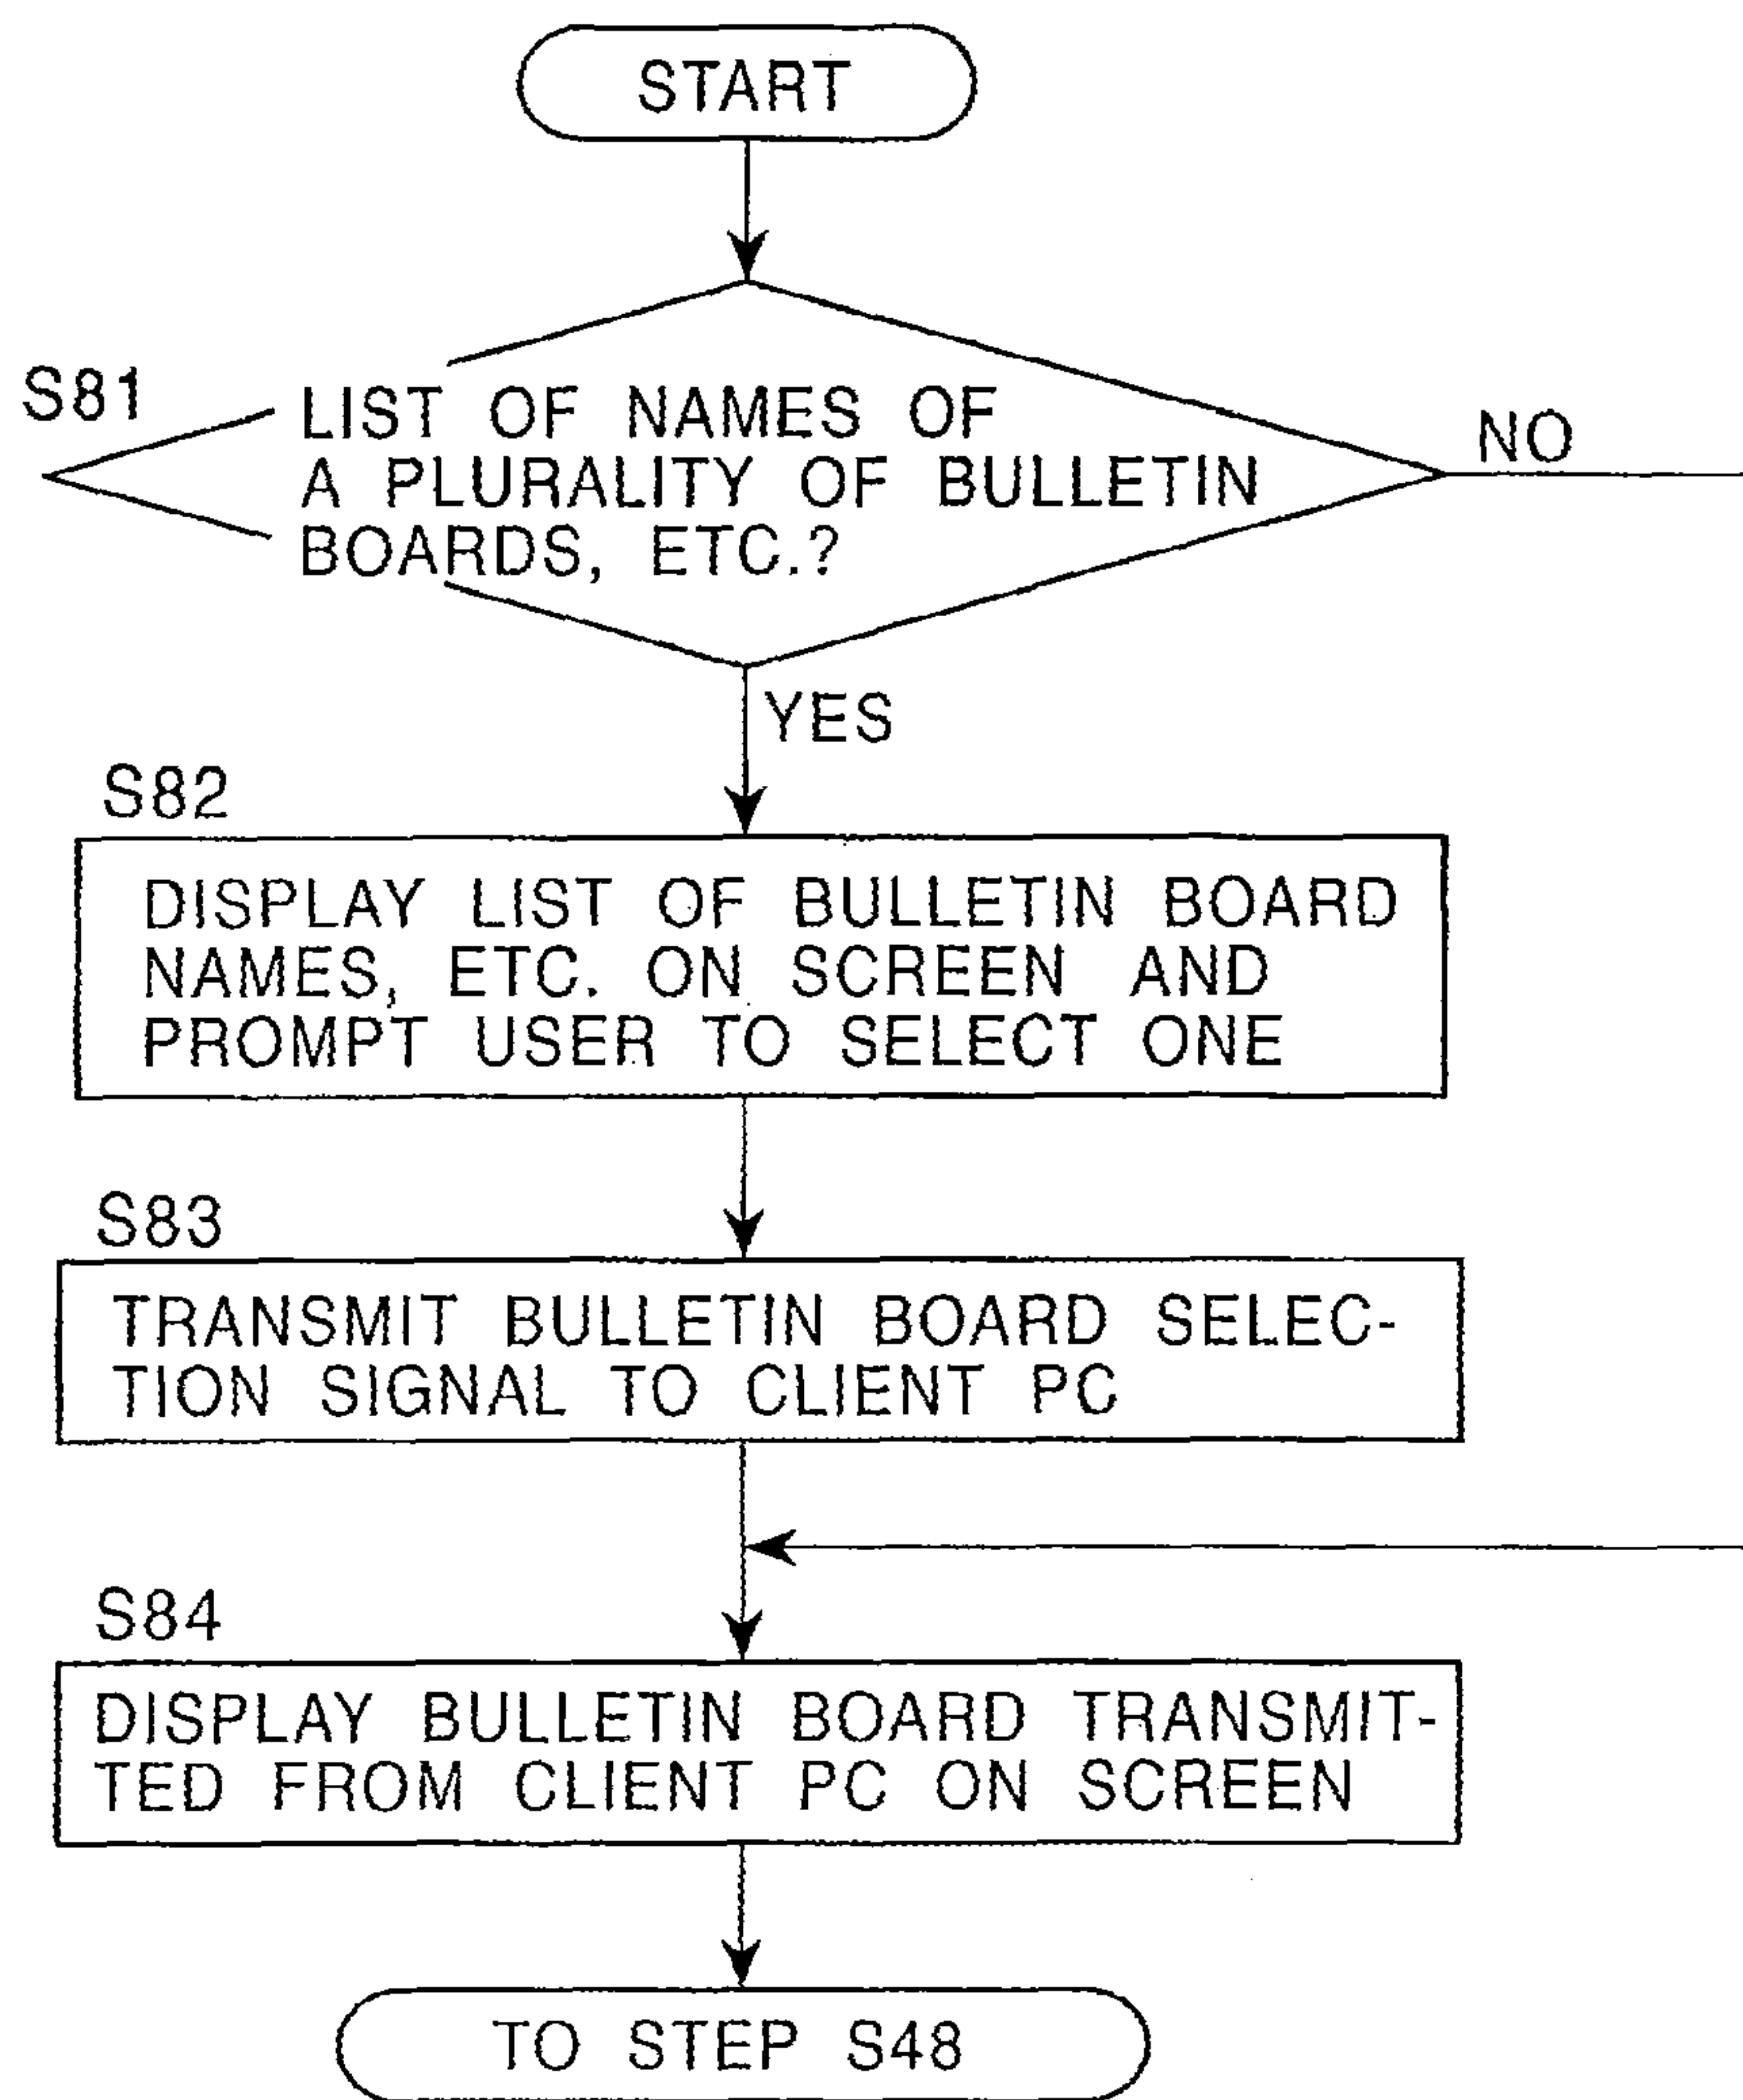 START
S81
LIST OF NAMES OF
A PLURALITY OF BULLETIN
BOARDS, ETC.?
NO
YES
S82
DISPLAY LIST OF BULLETIN BOARD
NAMES, ETC. ON SCREEN AND
PROMPT USER TO SELECT ONE
S83
TRANSMIT BULLETIN BOARD SELEC-
TION SIGNAL TO CLIENT PC
S84
DISPLAY BULLETIN BOARD TRANSMIT-
TED FROM CLIENT PC ON SCREEN
TO STEP S48